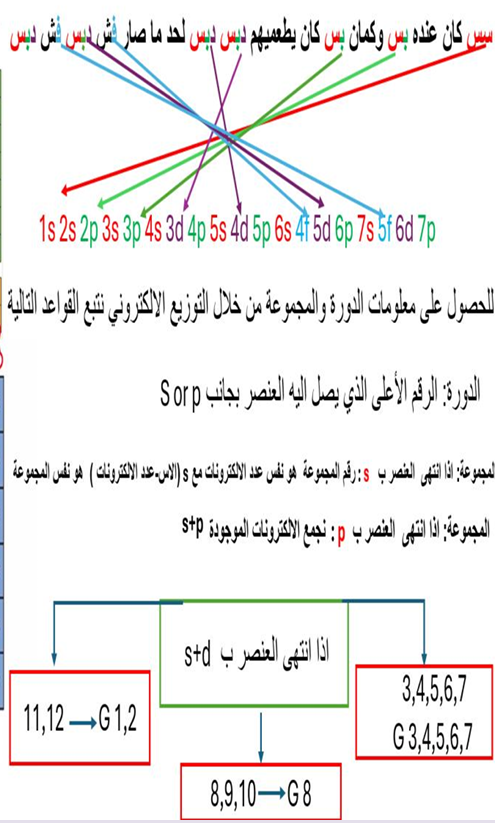 سبس كان عنده بس وكمان بس كان يطعميهم دبس دبس لحد ما صار فش دبس فش دبس
1s 2s 2p 3s 3p 4s 3d 4p 5s 4d 5p 6s 4f 5d 6p 7s 5f 6d 7p
للحصول على معلومات الدورة والمجموعة من خلال التوزيع الالكتروني نتبع القواعد التالية
الدورة: الرقم الأعلى الذي يصل اليه العنصر بجانب S or p
لمجموعة: اذا انتهى العنصر ب s : رقم المجموعة هو نفس عدد الالكترونات مع s (الاس-عدد الالكترونات ) هو نفس المجموعة
المجموعة: اذا انتهى العنصر ب p : نجمع الالكترونات الموجودة s+p
اذا انتهى العنصر ب s+d
3,4,5,6,7
G 3,4,5,6,7
11,12 → G 1,2
8,9,10 → G 8